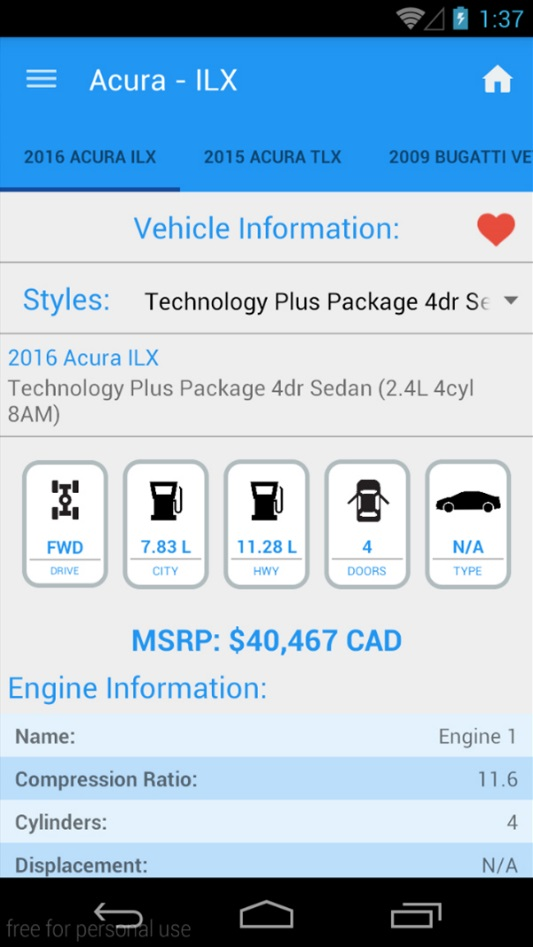 1:37
Acura - ILX
2016 ACURA ILX 2015 ACURA TLX 2009 BUGATTI VE
Vehicle Information:
Styles: Technology Plus Package 4dr Se
2016 Acura ILX
Technology Plus Package 4dr Sedan (2.4L 4cyl
8AM)
FWD 7.83 L 11.28 L 4 N/A
DRIVE CITY HWY DOORS TYPE
MSRP: $40,467 CAD
Engine Information:
Name: Engine 1
Compression Ratio: 11.6
Cylinders: 4
Displacement: N/A
free for personal use